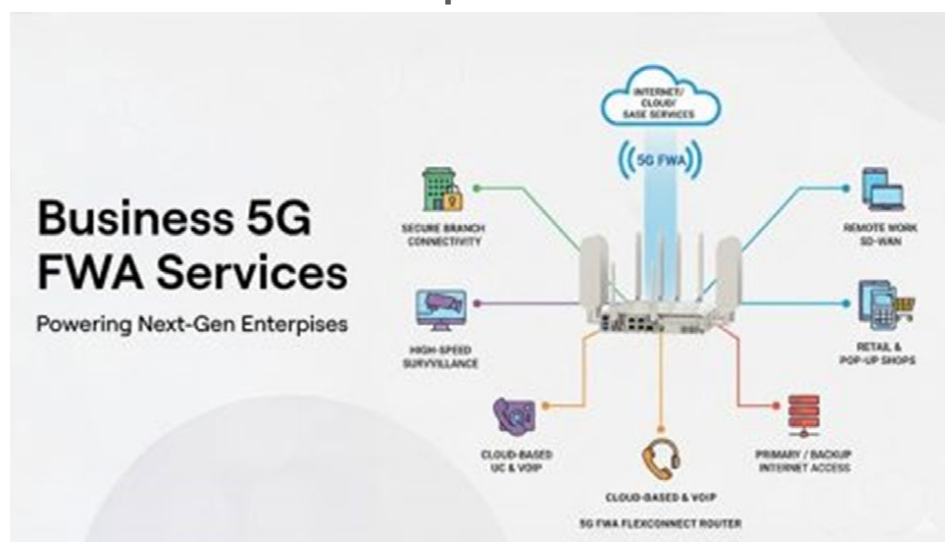 Business 5G
FWA Services
Powering Next-Gen Enterpises
INTERNET/
CLOUD/
SASE SERVICES
5G FWA
SECURE BRANCH
CONNECTIVITY
REMOTE WORK
SD-WAN
HIGH-SPEED
SURVVILLANCE
RETAIL &
POP-UP SHOPS
CLOUD-BASED
UC & VOIP
PRIMARY / BACKUP
INTERNET ACCESS
CLOUD-BASED & VOIP
5G FWA FLEXCONNECT ROUTER